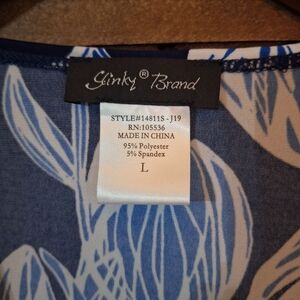 Slinky® Brand
STYLE#14811S-J19
RN:105536
MADE IN CHINA
95% Polyester
5% Spandex
L